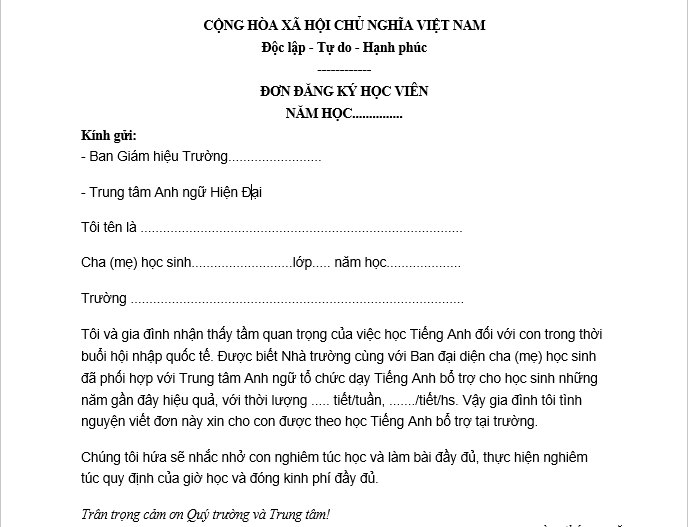 CỘNG HÒA XÃ HỘI CHỦ NGHĨA VIỆT NAM
Độc lập - Tự do - Hạnh phúc
------------
ĐƠN ĐĂNG KÝ HỌC VIÊN
NĂM HỌC...............
Kính gửi:
- Ban Giám hiệu Trường.........................
- Trung tâm Anh ngữ Hiện Đại
Tôi tên là ......................................................................................
Cha (mẹ) học sinh...........................lớp..... năm học....................
Trường .........................................................................................
Tôi và gia đình nhận thấy tầm quan trọng của việc học Tiếng Anh đối với con trong thời
buổi hội nhập quốc tế. Được biết Nhà trường cùng với Ban đại diện cha (mẹ) học sinh
đã phối hợp với Trung tâm Anh ngữ tổ chức dạy Tiếng Anh bổ trợ cho học sinh những
năm gần đây hiệu quả, với thời lượng ..... tiết/tuần, ......./tiết/hs. Vậy gia đình tôi tình
nguyện viết đơn này xin cho con được theo học Tiếng Anh bổ trợ tại trường.
Chúng tôi hứa sẽ nhắc nhở con nghiêm túc học và làm bài đầy đủ, thực hiện nghiêm
túc quy định của giờ học và đóng kinh phí đầy đủ.
Trân trọng cảm ơn Quý trường và Trung tâm!